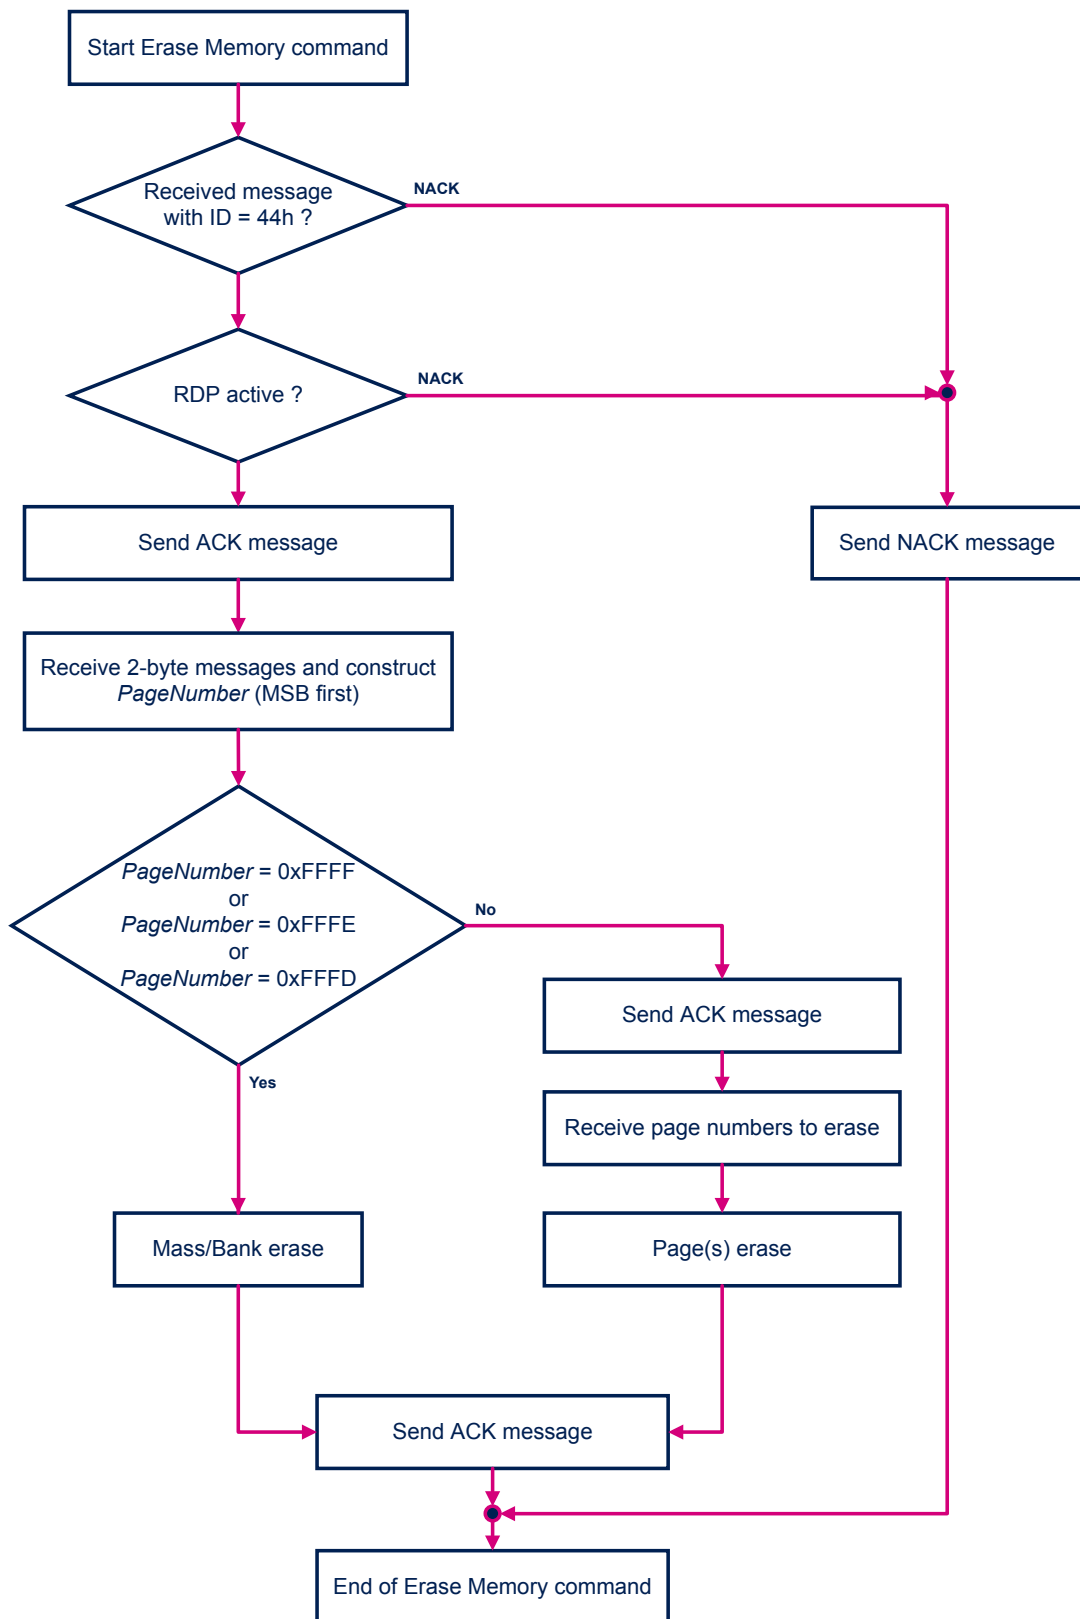 Start Erase Memory command
Received message
with ID = 44h ?
NACK
RDP active ?
NACK
Send ACK message
Send NACK message
Receive 2-byte messages and construct
PageNumber (MSB first)
PageNumber = 0xFFFF
or
PageNumber = 0xFFFE
or
PageNumber = 0xFFFD
No
Yes
Send ACK message
Receive page numbers to erase
Mass/Bank erase
Page(s) erase
Send ACK message
End of Erase Memory command